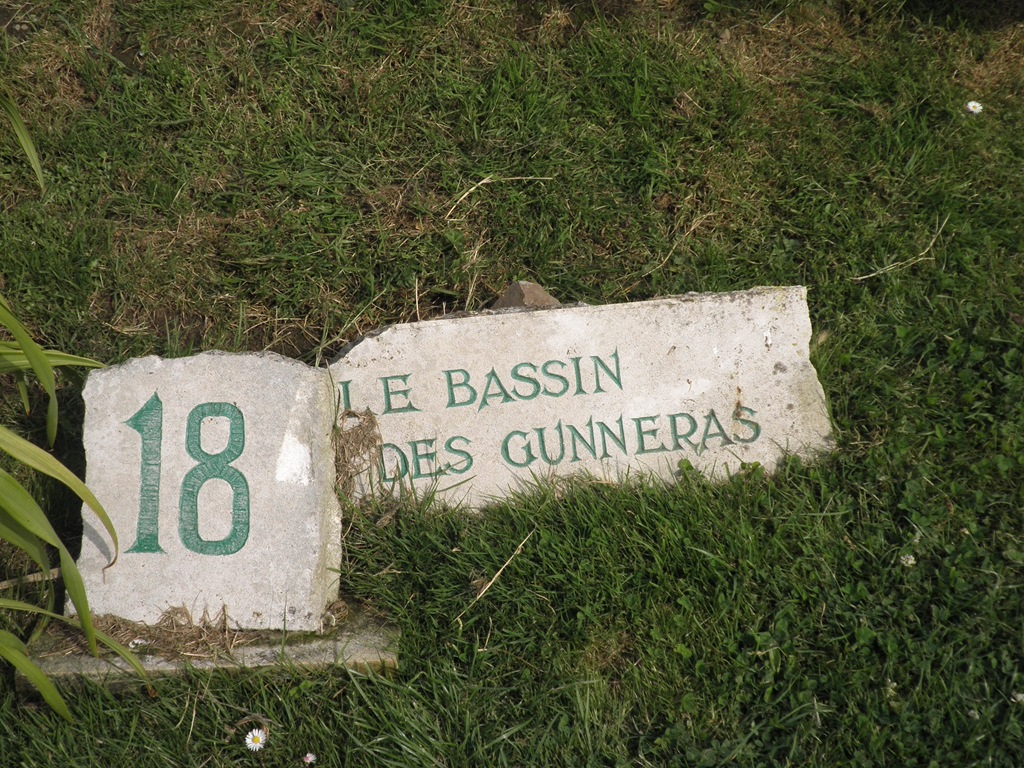 18
LE BASSIN
DES GUNNERAS